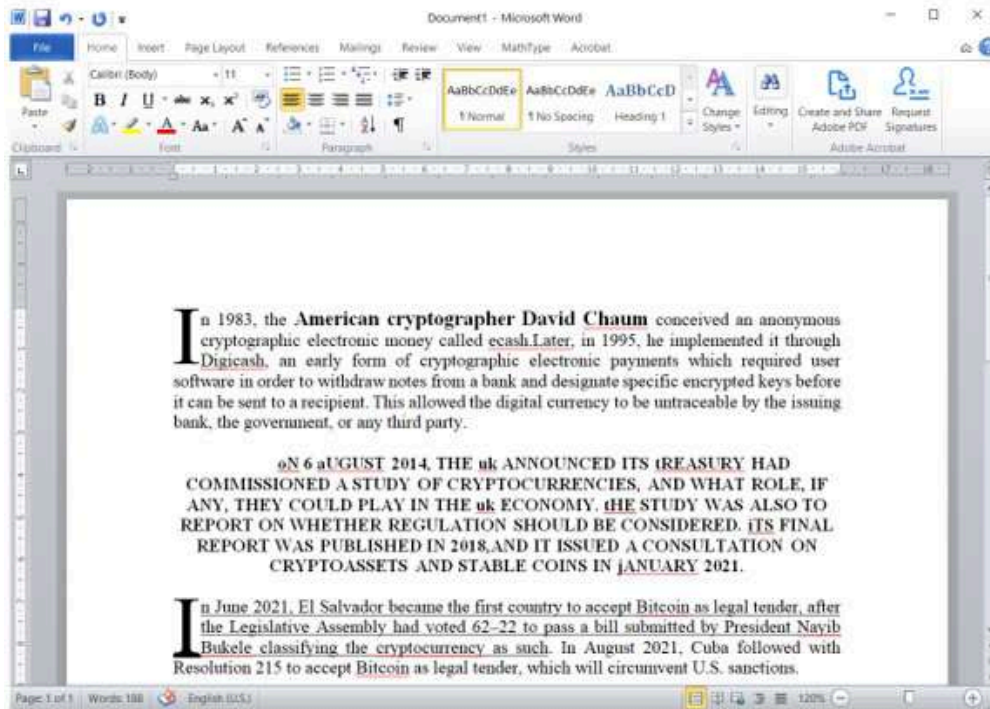 Document1 - Microsoft Word
File Home Insert Page Layout References Mailings Review View MathType Acrobat
Calibri (Body) 11
Paste
B I U abc x₂ x² Aa A A
AaBbCcDdEe AaBbCcDdEe AaBbCcD
¶ Normal ¶ No Spacing Heading 1
Change Styles
Editing
Create and Share Adobe PDF
Request Signatures
Clipboard Font Paragraph Styles Adobe Acrobat
In 1983, the American cryptographer David Chaum conceived an anonymous
cryptographic electronic money called ecash.Later, in 1995, he implemented it through
Digicash, an early form of cryptographic electronic payments which required user
software in order to withdraw notes from a bank and designate specific encrypted keys before
it can be sent to a recipient. This allowed the digital currency to be untraceable by the issuing
bank, the government, or any third party.
oN 6 aUGUST 2014, THE uk ANNOUNCED ITS tREASURY HAD
COMMISSIONED A STUDY OF CRYPTOCURRENCIES, AND WHAT ROLE, IF
ANY, THEY COULD PLAY IN THE uk ECONOMY. tHE STUDY WAS ALSO TO
REPORT ON WHETHER REGULATION SHOULD BE CONSIDERED. iTS FINAL
REPORT WAS PUBLISHED IN 2018,AND IT ISSUED A CONSULTATION ON
CRYPTOASSETS AND STABLE COINS IN jANUARY 2021.
In June 2021, El Salvador became the first country to accept Bitcoin as legal tender, after
the Legislative Assembly had voted 62–22 to pass a bill submitted by President Nayib
Bukele classifying the cryptocurrency as such. In August 2021, Cuba followed with
Resolution 215 to accept Bitcoin as legal tender, which will circumvent U.S. sanctions.
Page: 1 of 1 Words: 188 English (U.S.) 120%